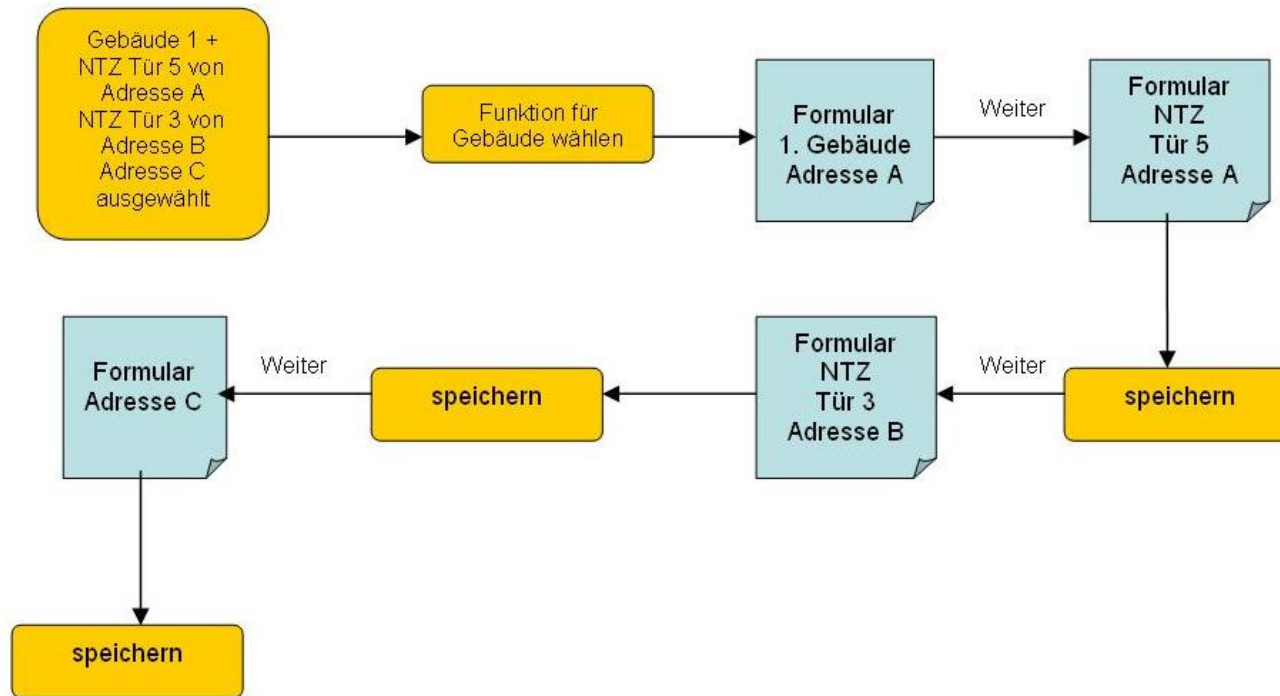 Gebäude 1 +
NTZ Tür 5 von
Adresse A
NTZ Tür 3 von
Adresse B
Adresse C
ausgewählt
Funktion für
Gebäude wählen
Formular
1. Gebäude
Adresse A
Weiter
Formular
NTZ
Tür 5
Adresse A
speichern
Weiter
Formular
NTZ
Tür 3
Adresse B
speichern
Weiter
Formular
Adresse C
speichern